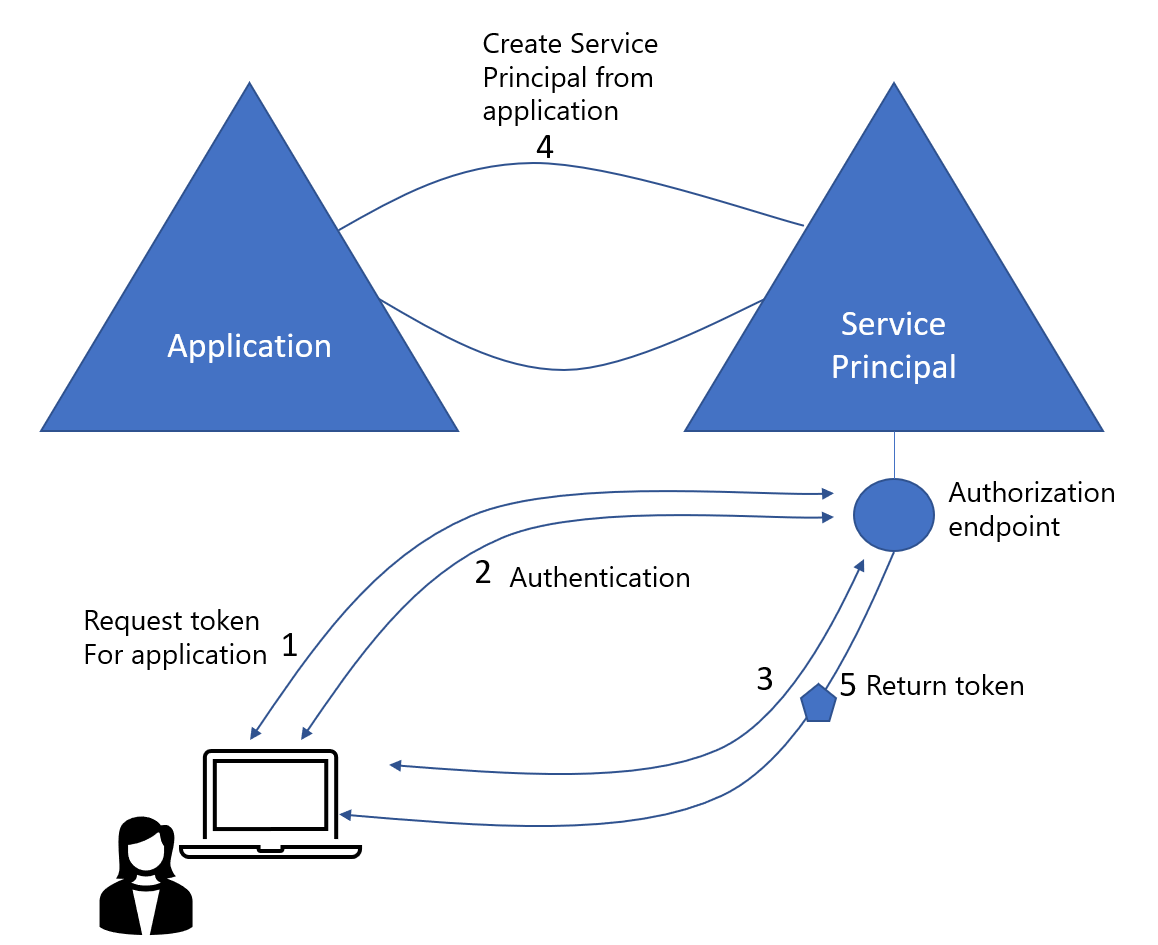 Create Service
Principal from
application
4
Application
Service
Principal
Authorization
endpoint
2 Authentication
Request token
For application 1
3
5 Return token